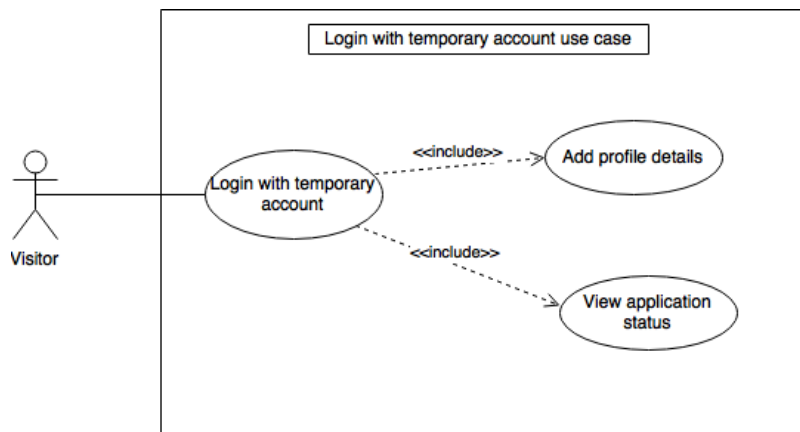 Login with temporary account use case
<<include>>
Add profile details
Login with temporary
account
Visitor
<<include>>
View application
status